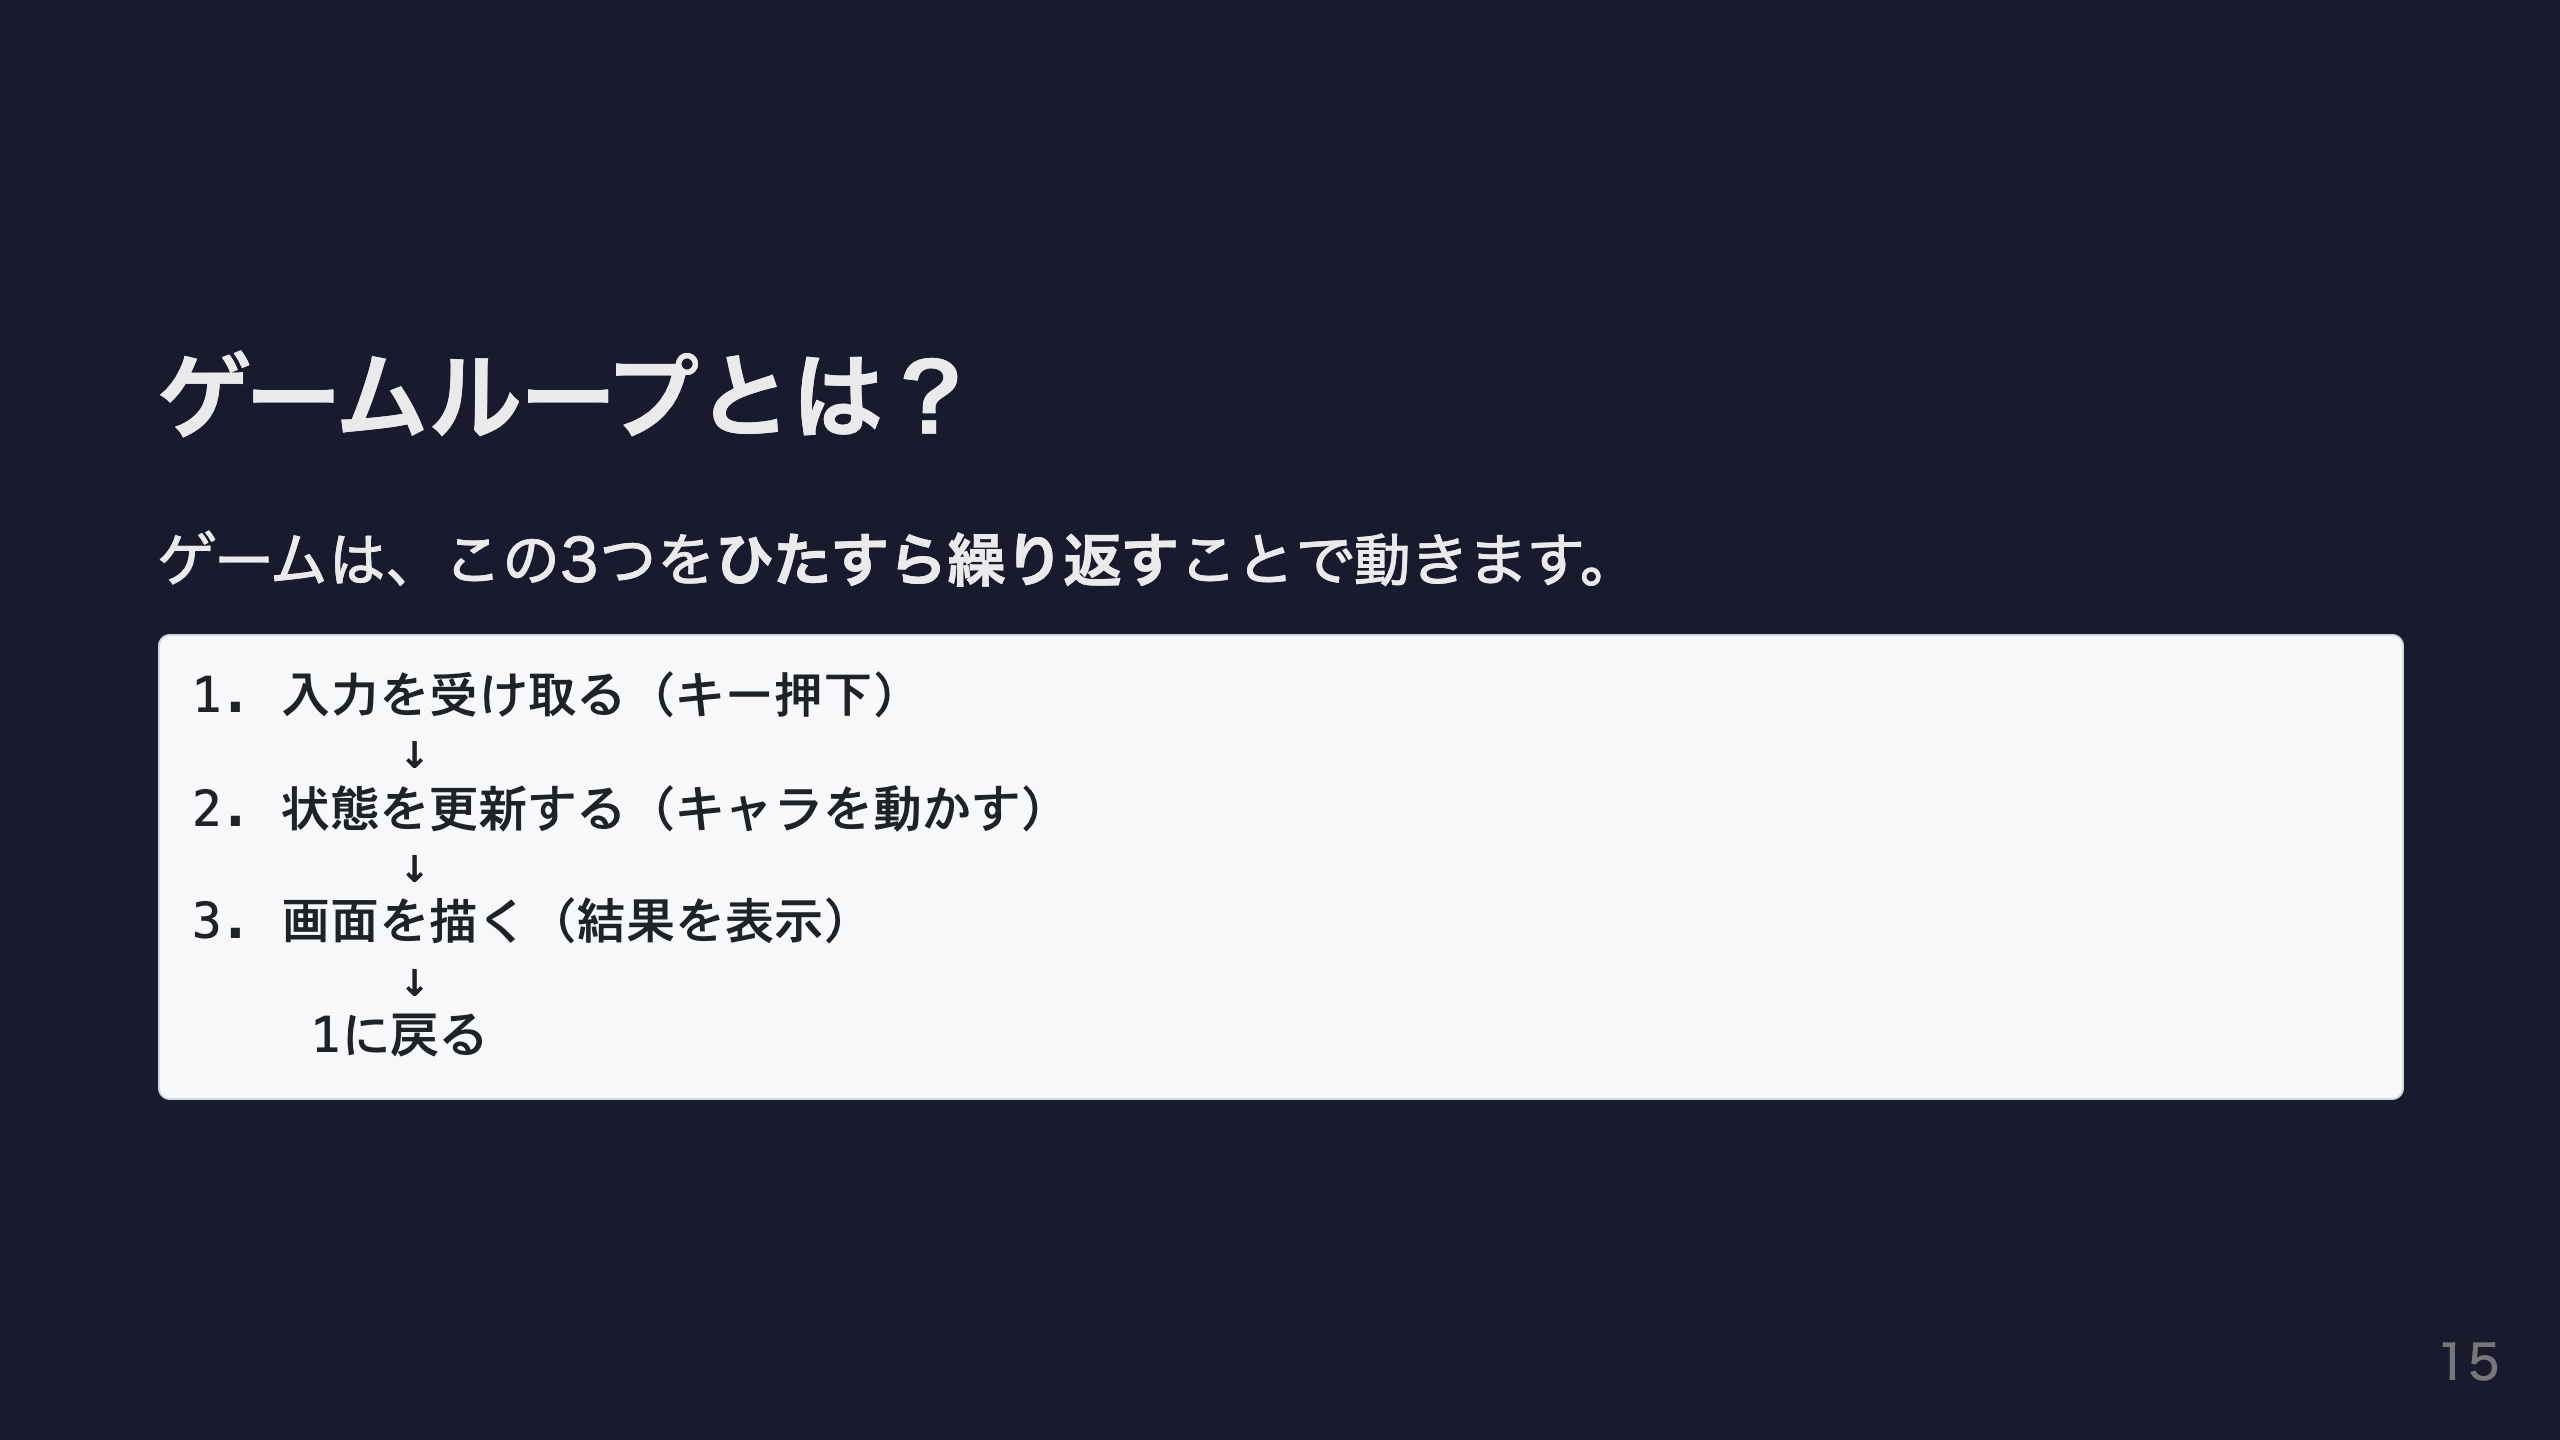 ゲームループとは？
ゲームは、この3つをひたすら繰り返すことで動きます。
1. 入力を受け取る（キー押下）
↓
2. 状態を更新する（キャラを動かす）
↓
3. 画面を描く（結果を表示）
↓
1に戻る
15